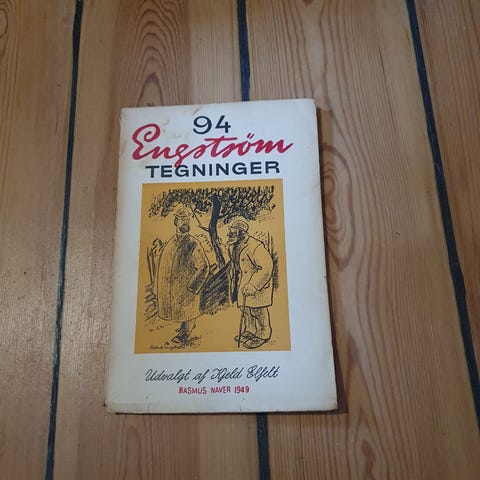 94
Engström
TEGNINGER
Udvalgt af Kjeld Elfelt
RASMUS NAVER 1949